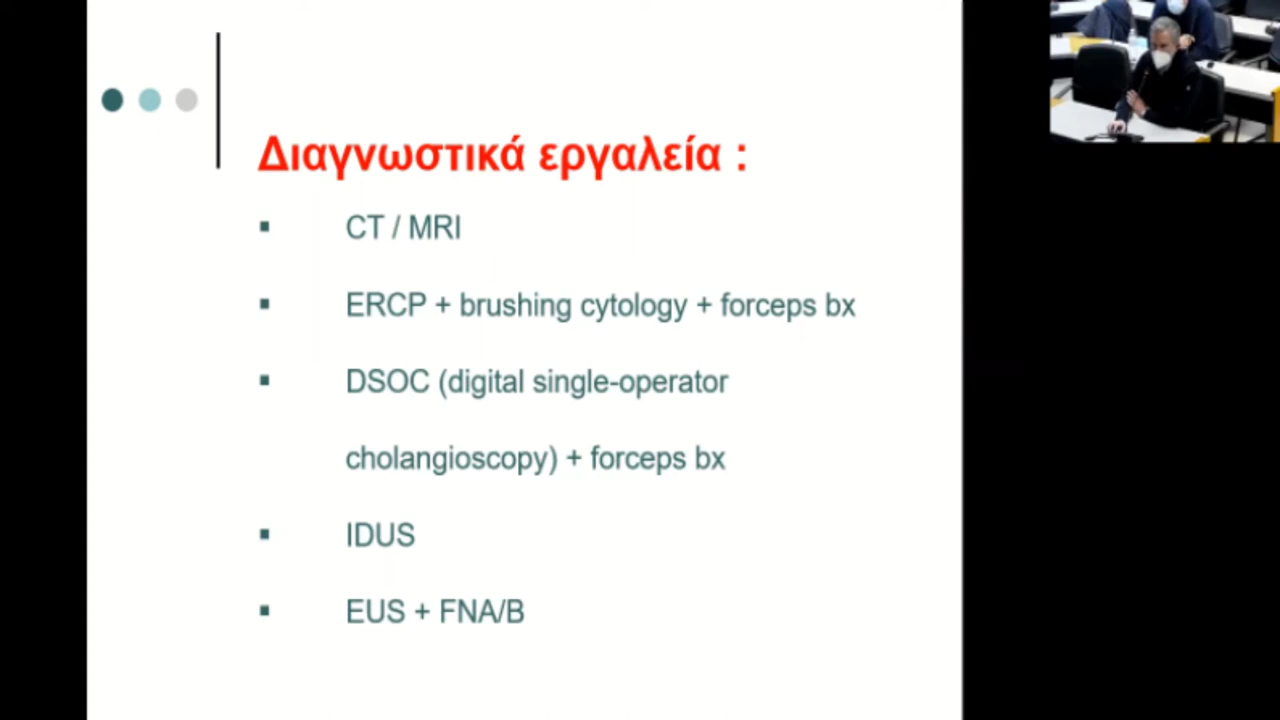 Διαγνωστικά εργαλεία :
▪ CT / MRI
▪ ERCP + brushing cytology + forceps bx
▪ DSOC (digital single-operator
cholangioscopy) + forceps bx
▪ IDUS
▪ EUS + FNA/B